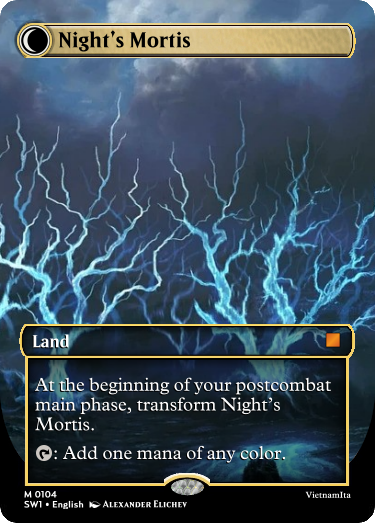 Night's Mortis
Land
At the beginning of your postcombat
main phase, transform Night's
Mortis.
: Add one mana of any color.
M 0104
SW1 • English Alexander Elichev
VietnamIta